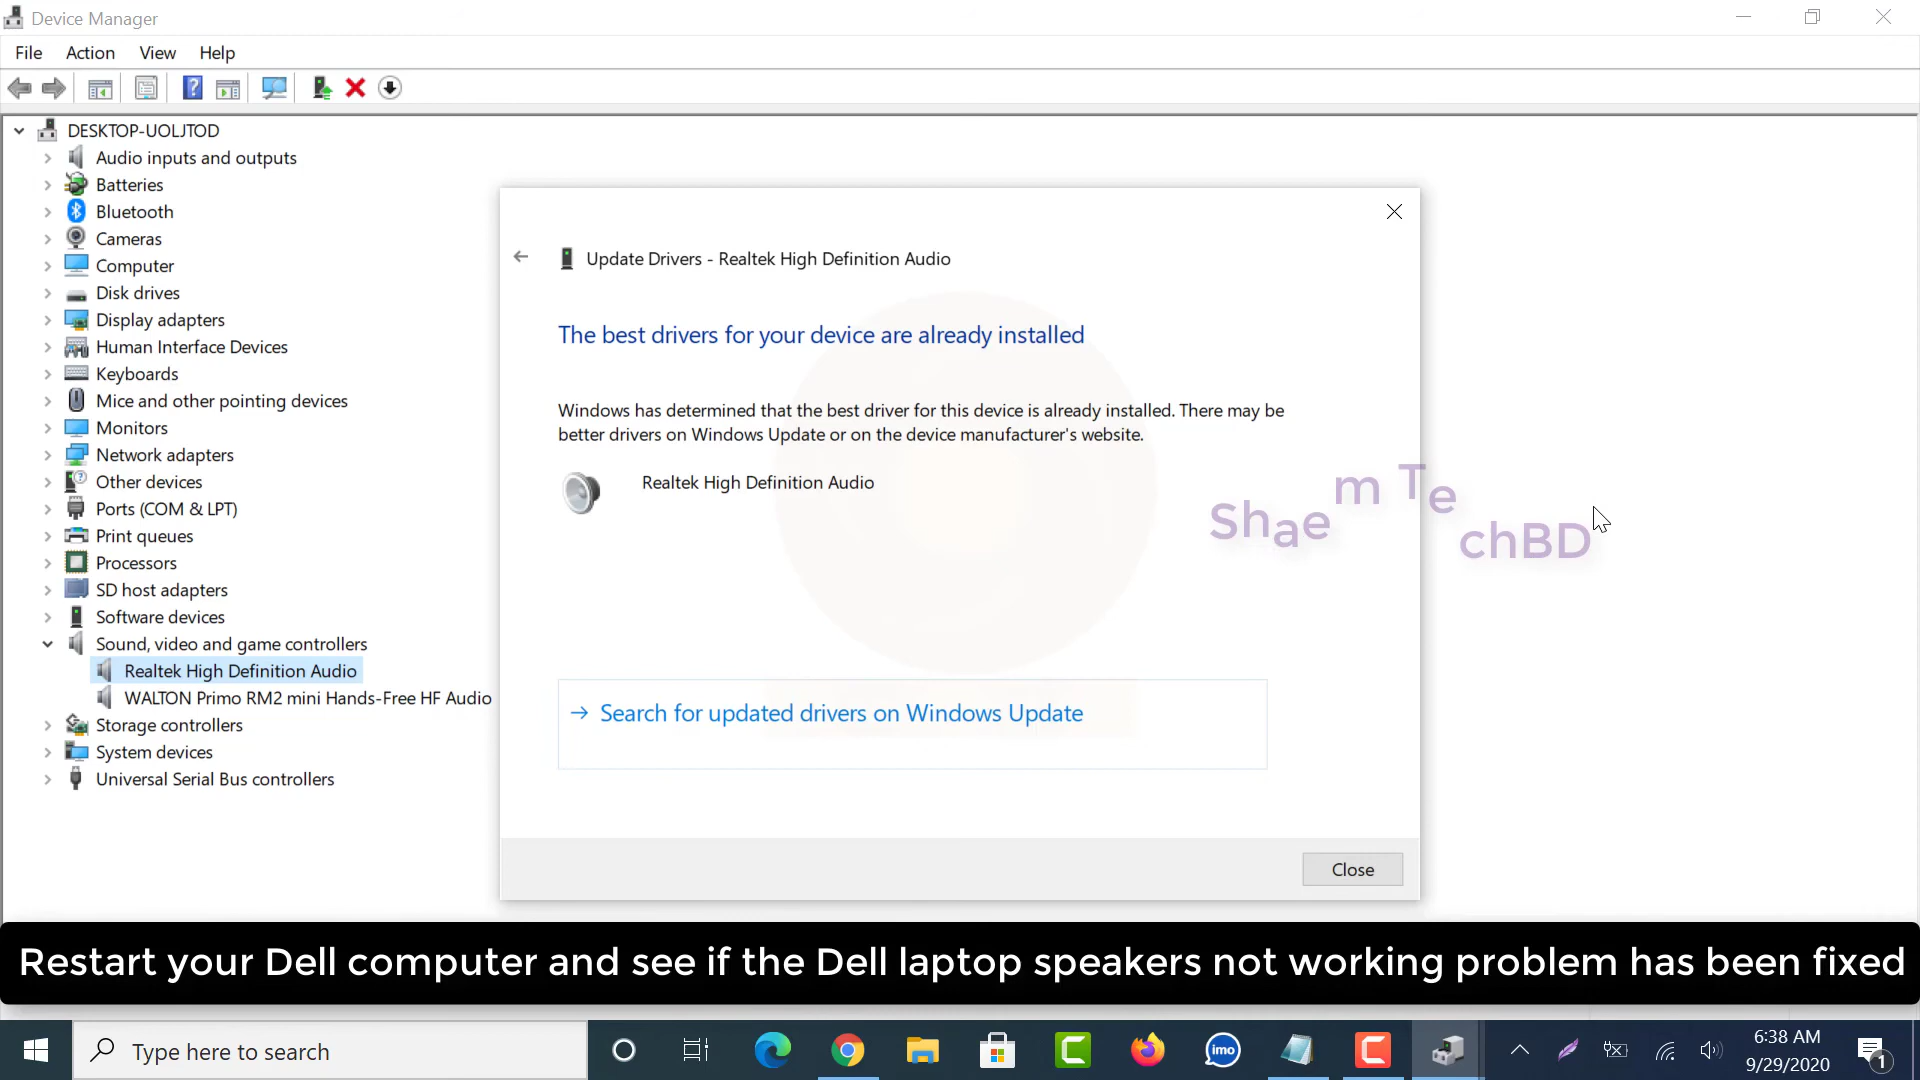 Device Manager
File Action View Help
DESKTOP-UOLJTOD
Audio inputs and outputs
Batteries
Bluetooth
Cameras
Computer
Disk drives
Display adapters
Human Interface Devices
Keyboards
Mice and other pointing devices
Monitors
Network adapters
Other devices
Ports (COM & LPT)
Print queues
Processors
SD host adapters
Software devices
Sound, video and game controllers
Realtek High Definition Audio
WALTON Primo RM2 mini Hands-Free HF Audio
Storage controllers
System devices
Universal Serial Bus controllers
Update Drivers - Realtek High Definition Audio
The best drivers for your device are already installed
Windows has determined that the best driver for this device is already installed. There may be
better drivers on Windows Update or on the device manufacturer's website.
Realtek High Definition Audio
Shaem TechBD
Search for updated drivers on Windows Update
Close
Restart your Dell computer and see if the Dell laptop speakers not working problem has been fixed
Type here to search
imo
6:38 AM
9/29/2020
1